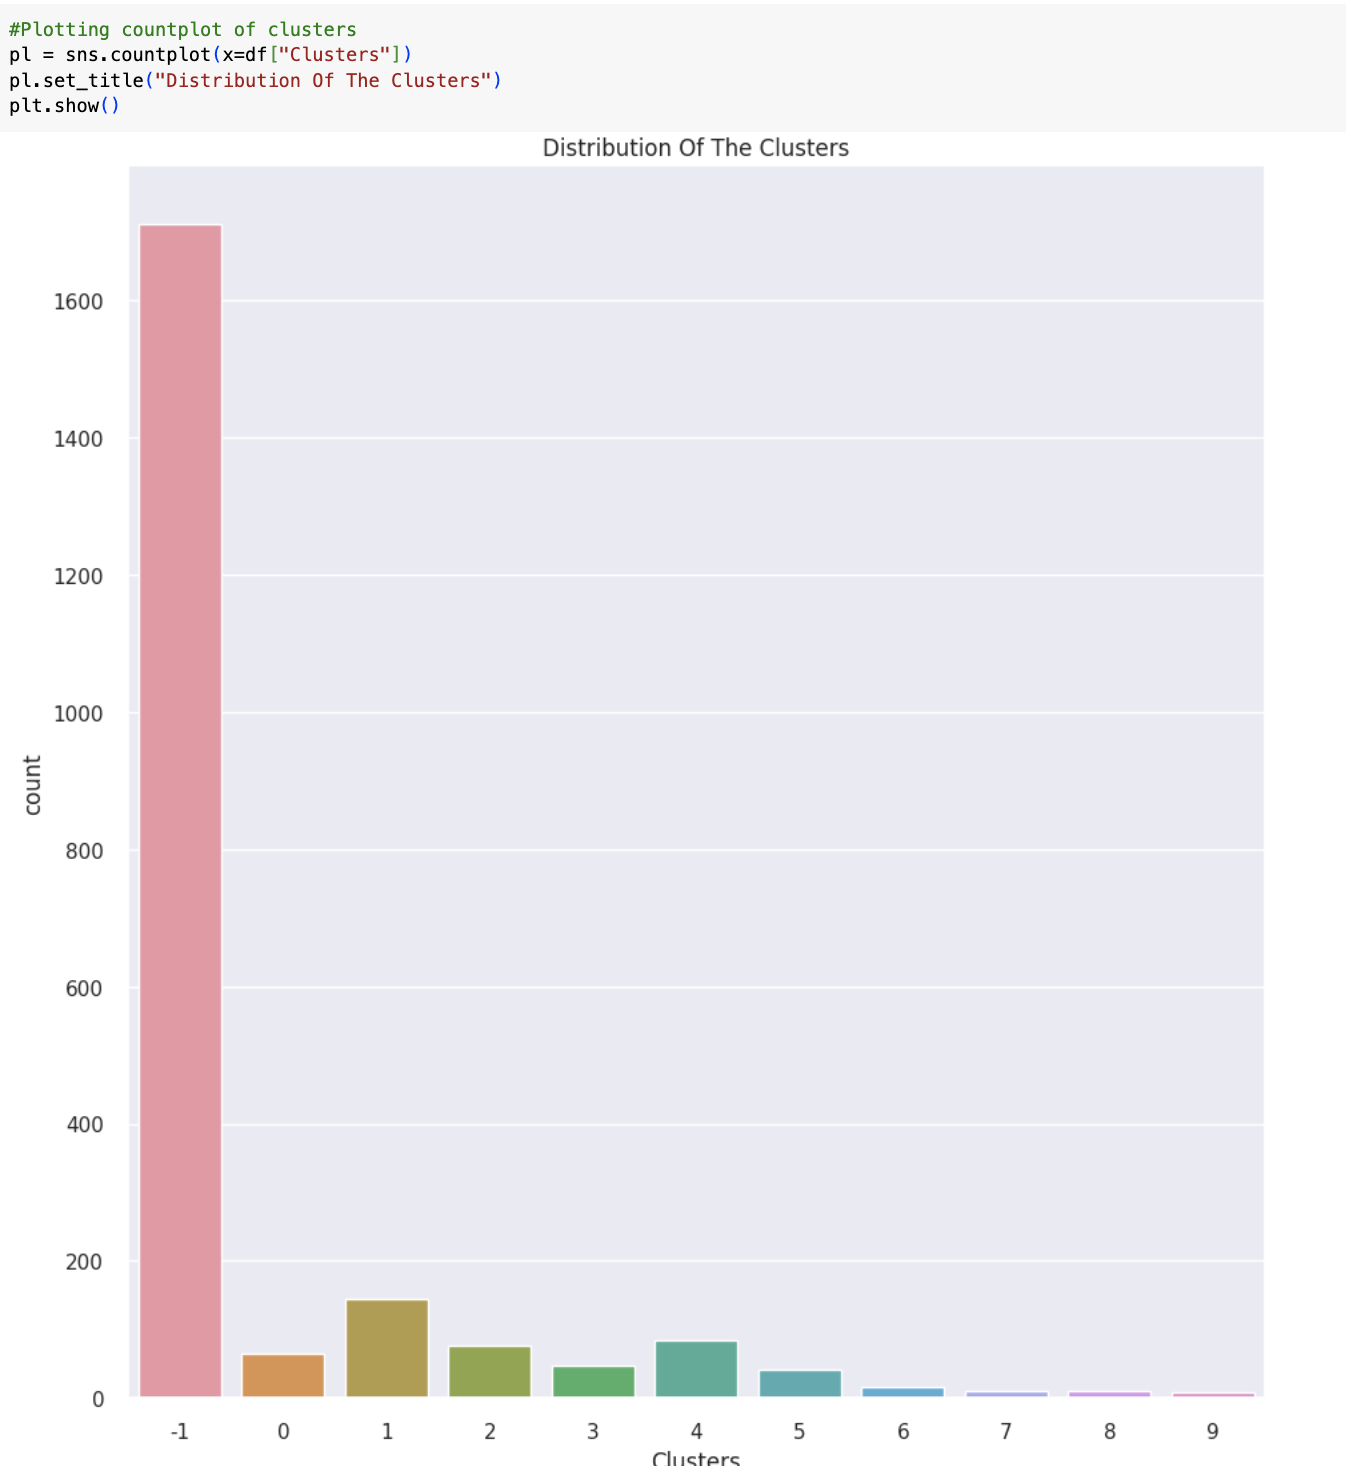 #Plotting countplot of clusters
pl = sns.countplot(x=df["Clusters"])
pl.set_title("Distribution Of The Clusters")
plt.show()
Distribution Of The Clusters
1600
1400
1200
1000
800
600
400
200
0
count
-1 0 1 2 3 4 5 6 7 8 9
Clusters